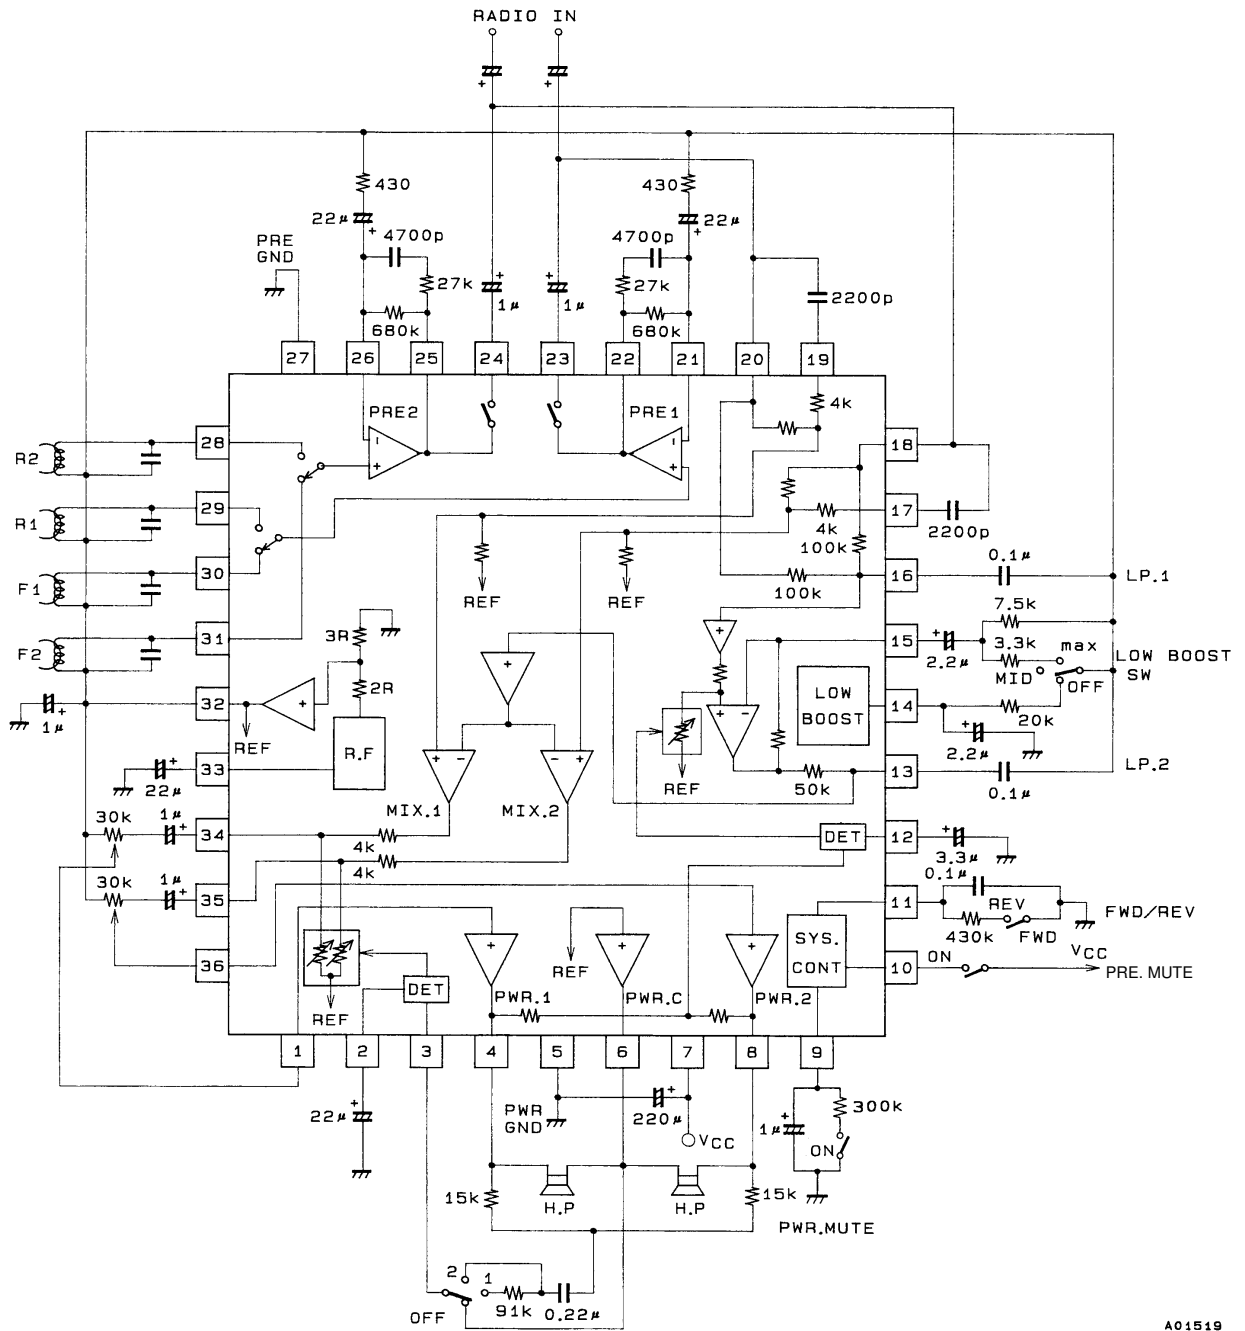 RADIO IN
+
+
430
430
22μ
+
22μ
+
4700p
4700p
PRE
GND
27k
+
1μ
+
1μ
27k
2200p
680k
680k
27
26
25
24
23
22
21
20
19
PRE2
PRE1
4k
28
R2
-
+
-
+
18
29
R1
4k
17
2200p
100k
30
F1
REF
REF
100k
16
0.1μ
LP.1
7.5k
31
F2
3R
+
+
15
+
2.2μ
3.3k
max
MID
OFF
LOW BOOST
SW
32
+
1μ
REF
+
2R
LOW
BOOST
14
20k
+ -
+
2.2μ
R.F
33
+
22μ
+ -
- +
REF
50k
13
0.1μ
LP.2
MIX.1
MIX.2
30k
1μ
+
34
4k
DET
12
+
3.3μ
4k
30k
1μ
+
35
0.1μ
11
REV
430k
FWD
FWD/REV
36
+
REF
+
+
SYS.
CONT
10
ON
VCC
PRE. MUTE
DET
REF
PWR.1
PWR.C
PWR.2
1
2
3
4
5
6
7
8
9
+
22μ
PWR
GND
+
220μ
VCC
+
1μ
300k
ON
15k
H.P
H.P
15k
PWR.MUTE
2
1
OFF
91k
0.22μ
A01519